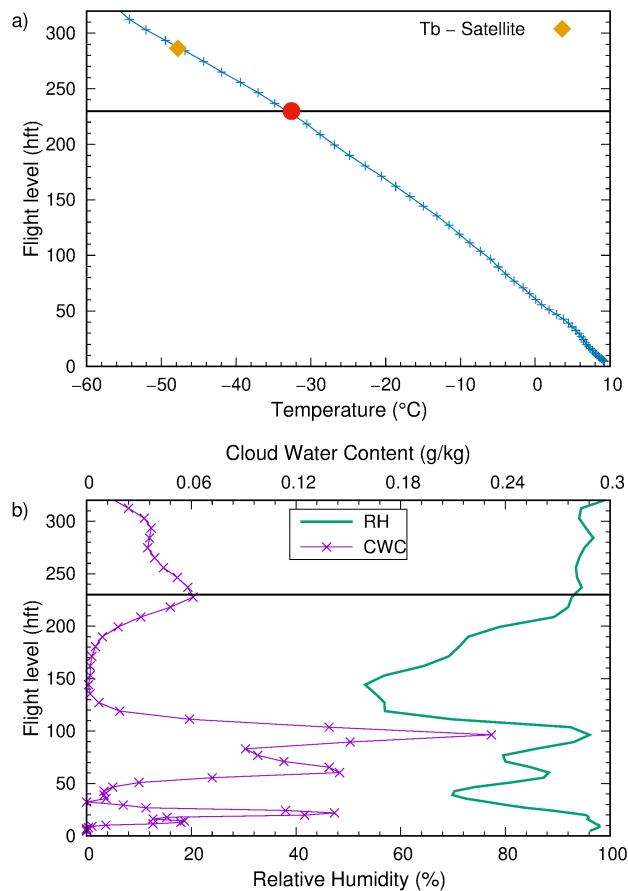 a)
Tb − Satellite
Flight level (hft)
320
300
250
200
150
100
50
0
−60 −50 −40 −30 −20 −10 0 10
Temperature (°C)
Cloud Water Content (g/kg)
0 0.06 0.12 0.18 0.24 0.3
b)
RH
CWC
Flight level (hft)
300
250
200
150
100
50
0
0 20 40 60 80 100
Relative Humidity (%)